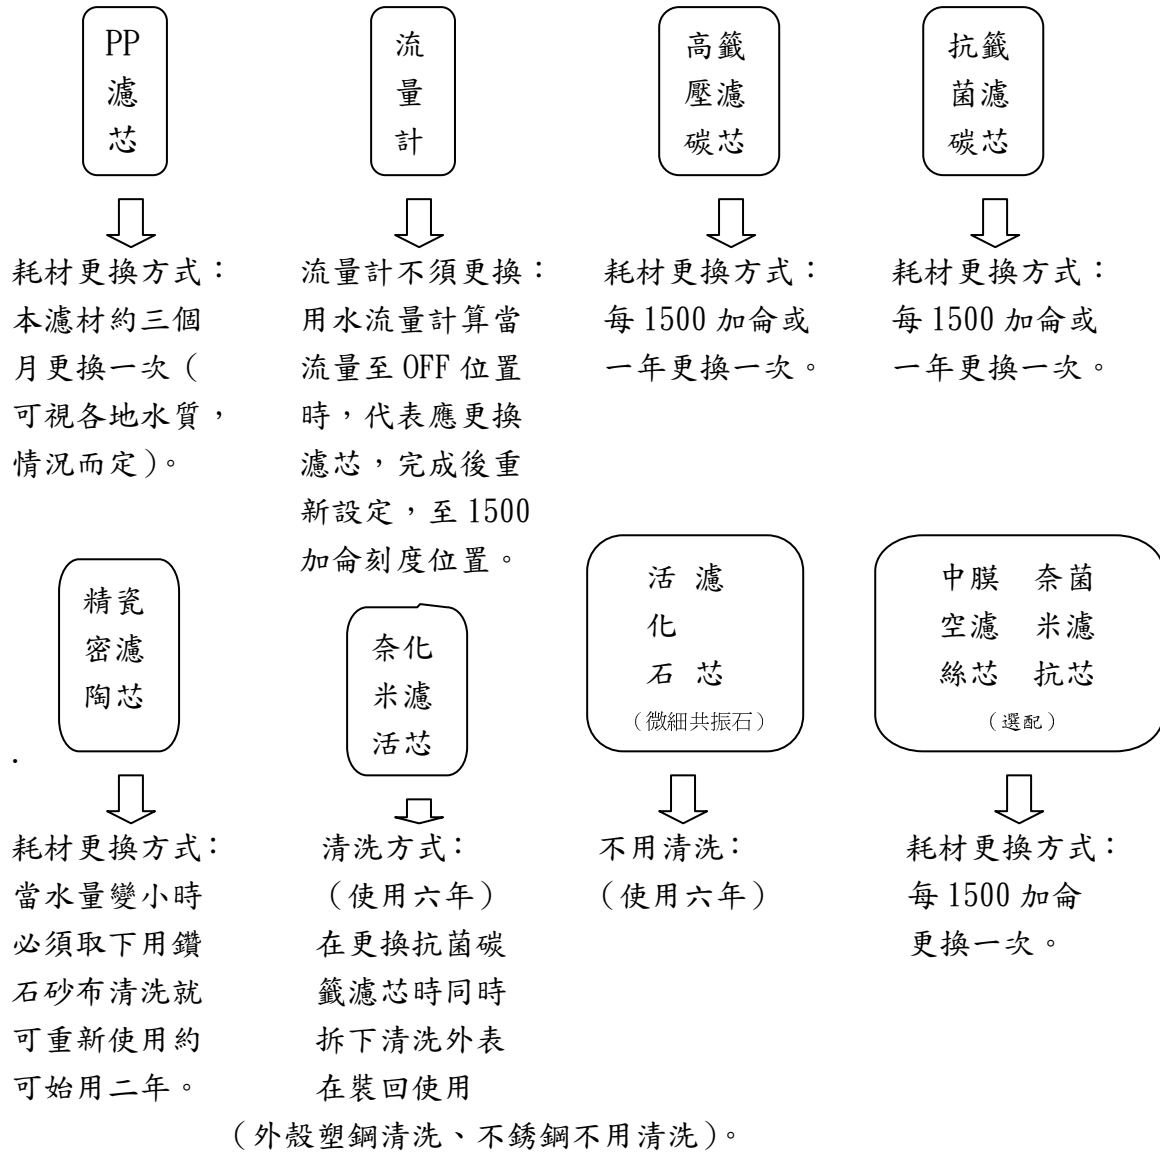 PP
濾
芯
流
量
計
高籤
壓濾
碳芯
抗籤
菌濾
碳芯
耗材更換方式：
本濾材約三個
月更換一次（
可視各地水質，
情況而定）。
流量計不須更換：
用水流量計算當
流量至 OFF 位置
時，代表應更換
濾芯，完成後重
新設定，至 1500
加侖刻度位置。
耗材更換方式：
每 1500 加侖或
一年更換一次。
耗材更換方式：
每 1500 加侖或
一年更換一次。
精瓷
密濾
陶芯
奈化
米濾
活芯
活 濾
化
石 芯
（微細共振石）
中膜 奈菌
空濾 米濾
絲芯 抗芯
（選配）
.
耗材更換方式：
當水量變小時
必須取下用鑽
石砂布清洗就
可重新使用約
可始用二年。
清洗方式：
（使用六年）
在更換抗菌碳
籤濾芯時同時
拆下清洗外表
在裝回使用
（外殼塑鋼清洗、不銹鋼不用清洗）。
不用清洗：
（使用六年）
耗材更換方式：
每 1500 加侖
更換一次。